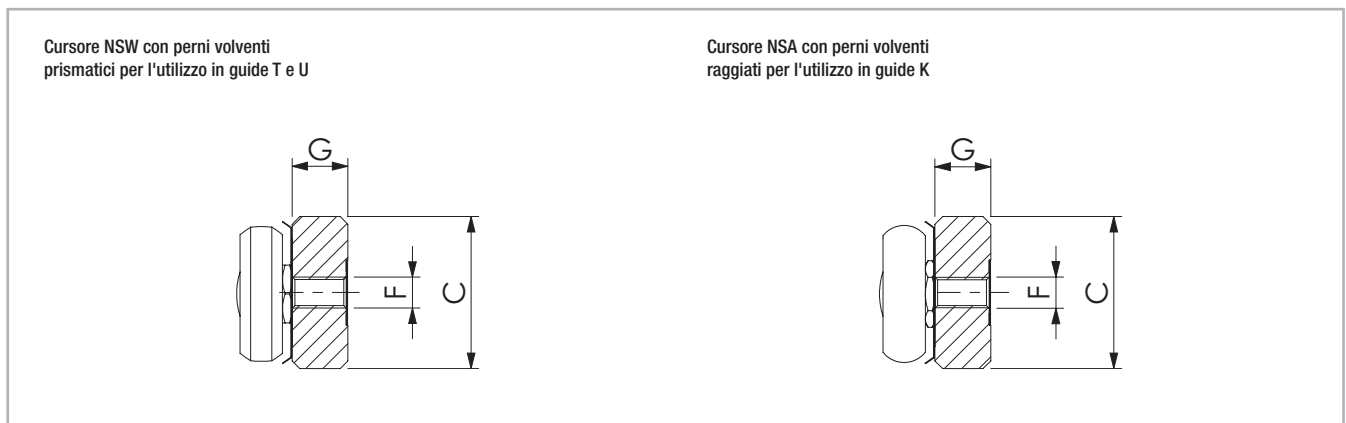 Cursore NSW con perni volventi
prismatici per l'utilizzo in guide T e U
G
F
C
Cursore NSA con perni volventi
raggiati per l'utilizzo in guide K
G
F
C